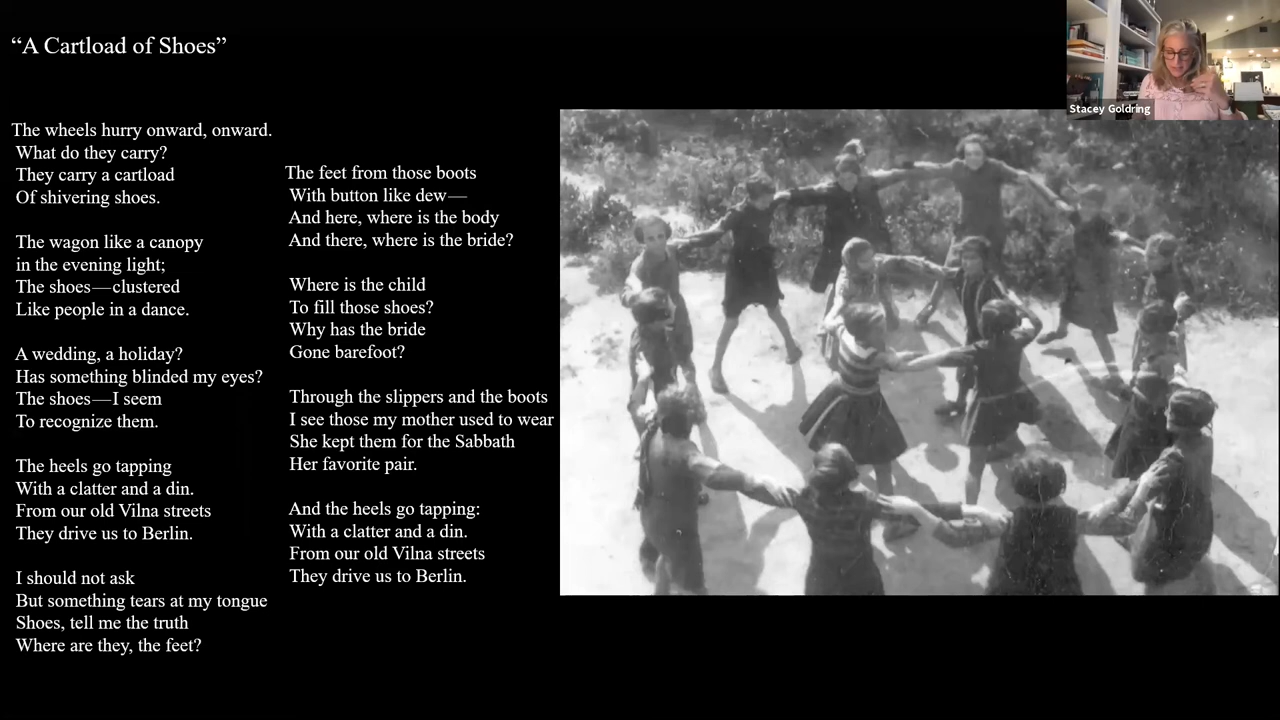 “A Cartload of Shoes”
The wheels hurry onward, onward.
What do they carry?
They carry a cartload
Of shivering shoes.
The wagon like a canopy
in the evening light;
The shoes—clustered
Like people in a dance.
A wedding, a holiday?
Has something blinded my eyes?
The shoes—I seem
To recognize them.
The heels go tapping
With a clatter and a din.
From our old Vilna streets
They drive us to Berlin.
I should not ask
But something tears at my tongue
Shoes, tell me the truth
Where are they, the feet?
The feet from those boots
With button like dew—
And here, where is the body
And there, where is the bride?
Where is the child
To fill those shoes?
Why has the bride
Gone barefoot?
Through the slippers and the boots
I see those my mother used to wear
She kept them for the Sabbath
Her favorite pair.
And the heels go tapping:
With a clatter and a din.
From our old Vilna streets
They drive us to Berlin.
Stacey Goldring